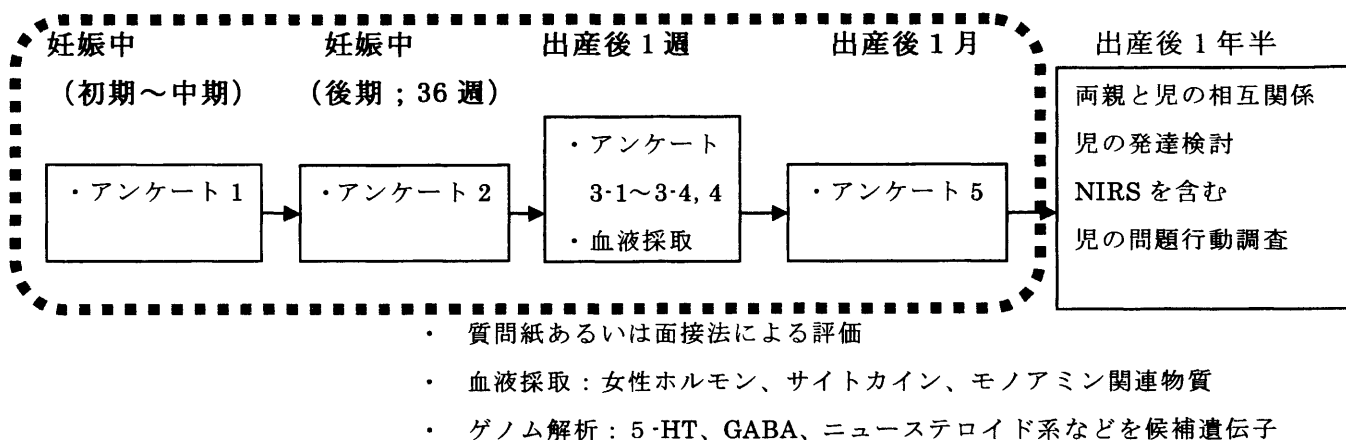 妊娠中
(初期～中期)
妊娠中
(後期；36週)
出産後1週
出産後1月
出産後1年半
・アンケート1
・アンケート2
・アンケート
3-1～3-4, 4
・血液採取
・アンケート5
両親と児の相互関係
児の発達検討
NIRSを含む
児の問題行動調査
・ 質問紙あるいは面接法による評価
・ 血液採取：女性ホルモン、サイトカイン、モノアミン関連物質
・ ゲノム解析：5-HT、GABA、ニューステロイド系などを候補遺伝子